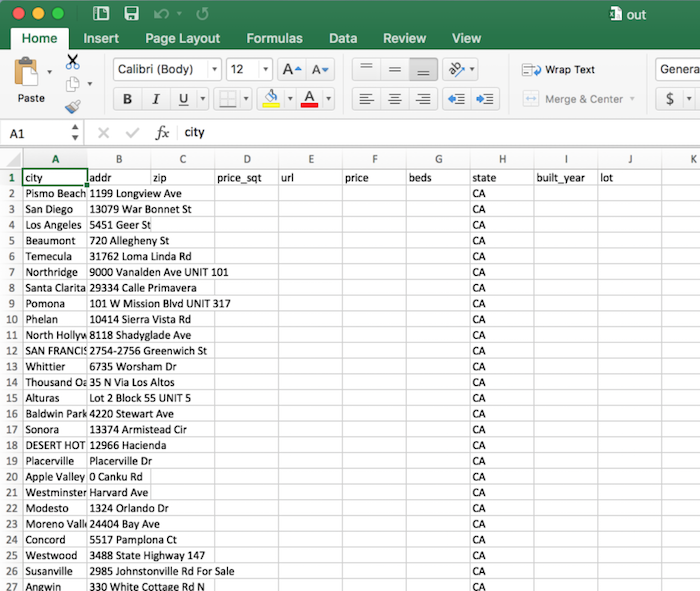 out
Home Insert Page Layout Formulas Data Review View
Calibri (Body) 12 A A Wrap Text Genera
Paste B I U A Merge & Center $
A1 fx city
A B C D E F G H I J K
1 city addr zip price_sqt url price beds state built_year lot
2 Pismo Beach 1199 Longview Ave CA
3 San Diego 13079 War Bonnet St CA
4 Los Angeles 5451 Geer St CA
5 Beaumont 720 Allegheny St CA
6 Temecula 31762 Loma Linda Rd CA
7 Northridge 9000 Vanalden Ave UNIT 101 CA
8 Santa Clarita 29334 Calle Primavera CA
9 Pomona 101 W Mission Blvd UNIT 317 CA
10 Phelan 10414 Sierra Vista Rd CA
11 North Hollyw 8118 Shadyglade Ave CA
12 SAN FRANCIS 2754-2756 Greenwich St CA
13 Whittier 6735 Worsham Dr CA
14 Thousand Oa 35 N Via Los Altos CA
15 Alturas Lot 2 Block 55 UNIT 5 CA
16 Baldwin Park 4220 Stewart Ave CA
17 Sonora 13374 Armistead Cir CA
18 DESERT HOT 12966 Hacienda CA
19 Placerville Placerville Dr CA
20 Apple Valley 0 Canku Rd CA
21 Westminster Harvard Ave CA
22 Modesto 1324 Orlando Dr CA
23 Moreno Valle 24404 Bay Ave CA
24 Concord 5517 Pamplona Ct CA
25 Westwood 3488 State Highway 147 CA
26 Susanville 2985 Johnstonville Rd For Sale CA
27 Angwin 330 White Cottage Rd N CA